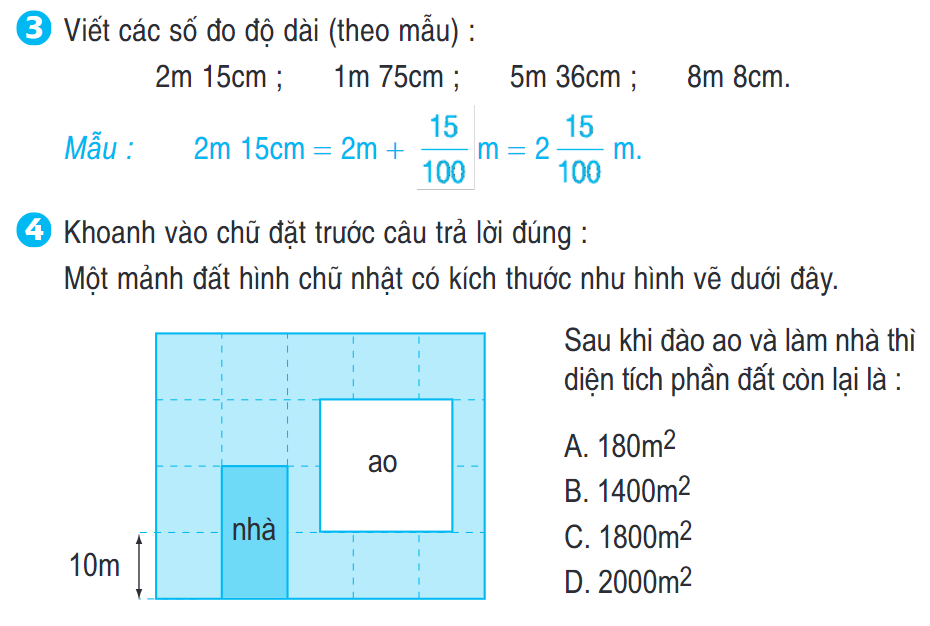 3 Viết các số đo độ dài (theo mẫu) :
2m 15cm ; 1m 75cm ; 5m 36cm ; 8m 8cm.
Mẫu : 2m 15cm = 2m + 15/100 m = 2 15/100 m.
4 Khoanh vào chữ đặt trước câu trả lời đúng :
Một mảnh đất hình chữ nhật có kích thước như hình vẽ dưới đây.
Sau khi đào ao và làm nhà thì
diện tích phần đất còn lại là :
A. 180m²
B. 1400m²
C. 1800m²
D. 2000m²
ao
nhà
10m